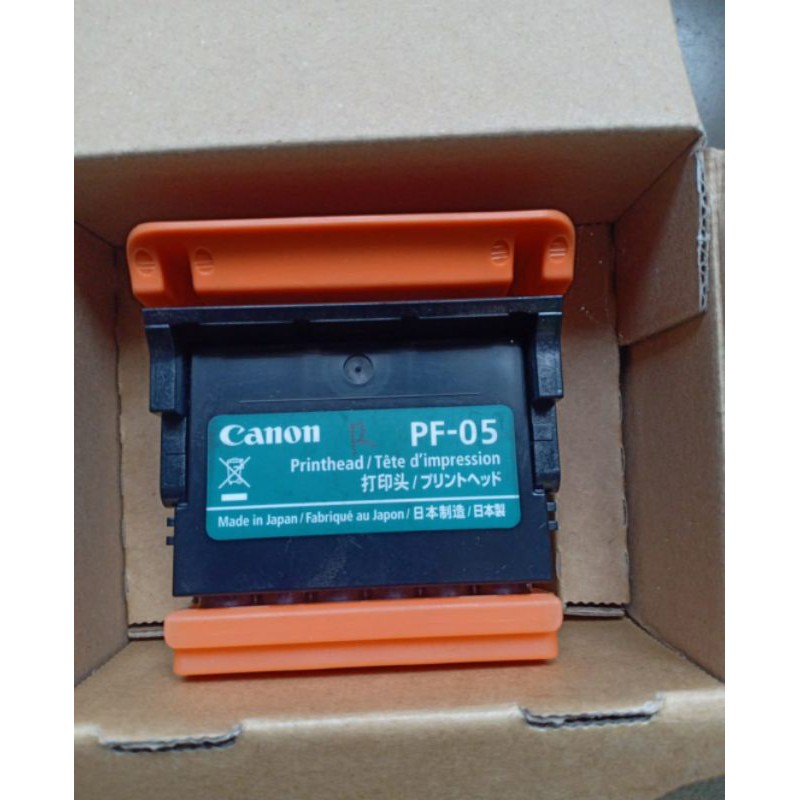 Canon R PF-05
Printhead / Tête d'impression
打印头 / プリントヘッド
Made in Japan / Fabriqué au Japon / 日本制造 / 日本製